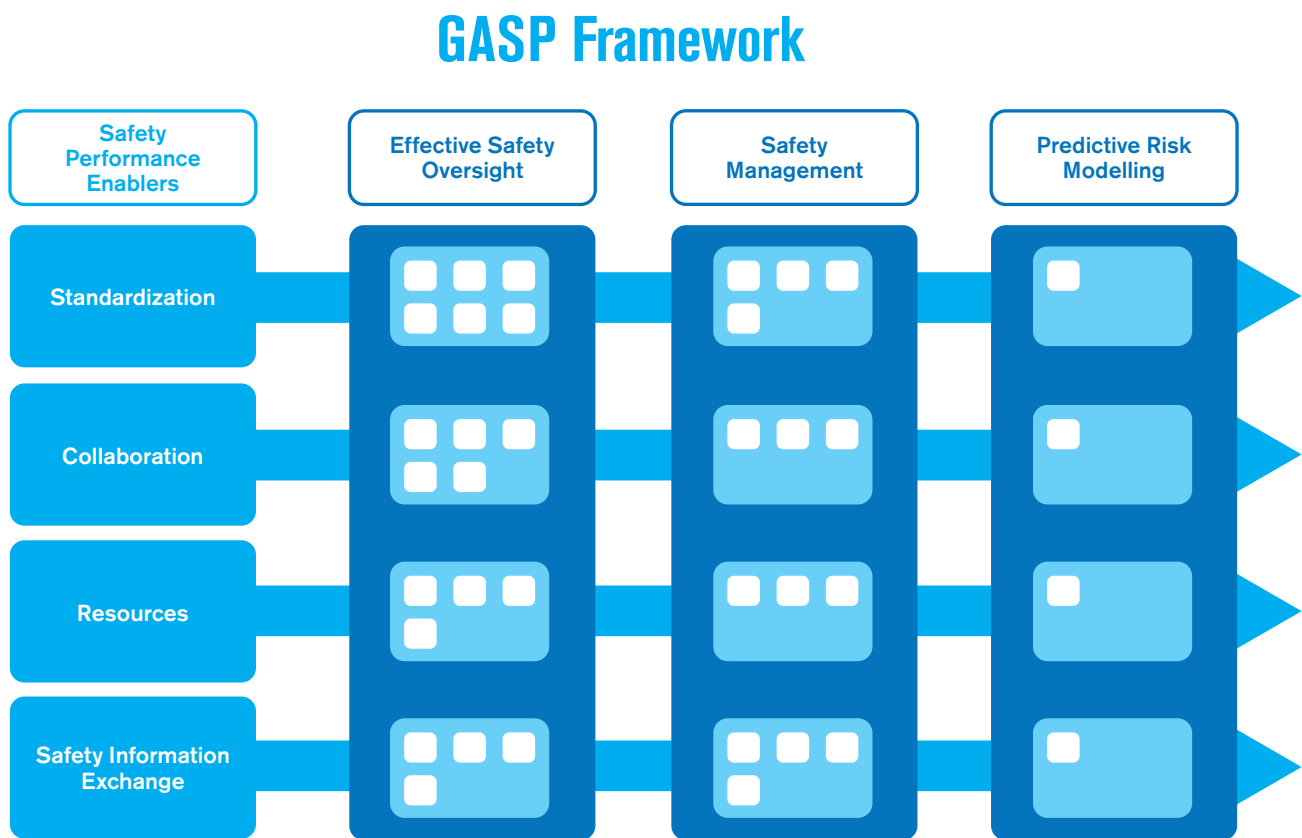 GASP Framework
Safety
Performance
Enablers
Effective Safety
Oversight
Safety
Management
Predictive Risk
Modelling
Standardization
Collaboration
Resources
Safety Information
Exchange